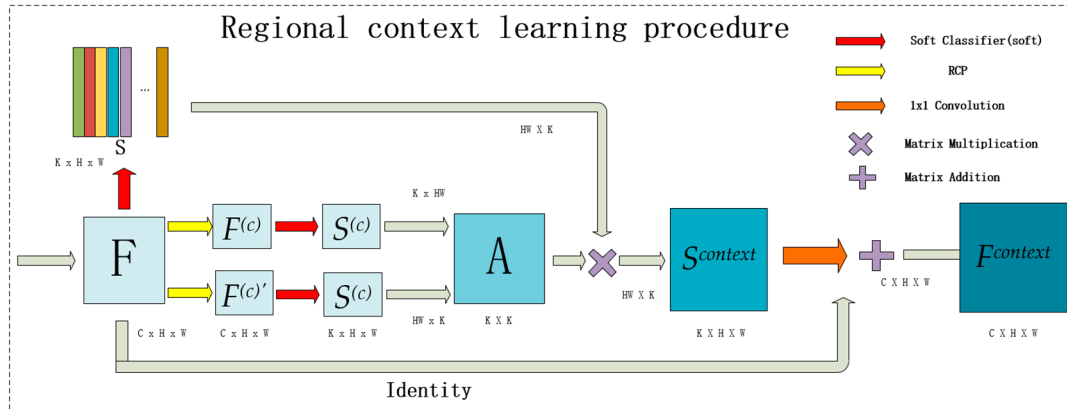 Regional context learning procedure
Soft Classifier(soft)
RCP
1x1 Convolution
Matrix Multiplication
Matrix Addition
...
S
K x H x W
HW X K
K x HW
F
F(c)
S(c)
A
F(c)′
S(c)
Scontext
Fcontext
HW X K
C X H X W
C x H x W
C x H x W
K x H x W
HW x K
K X K
K X H X W
C X H X W
Identity